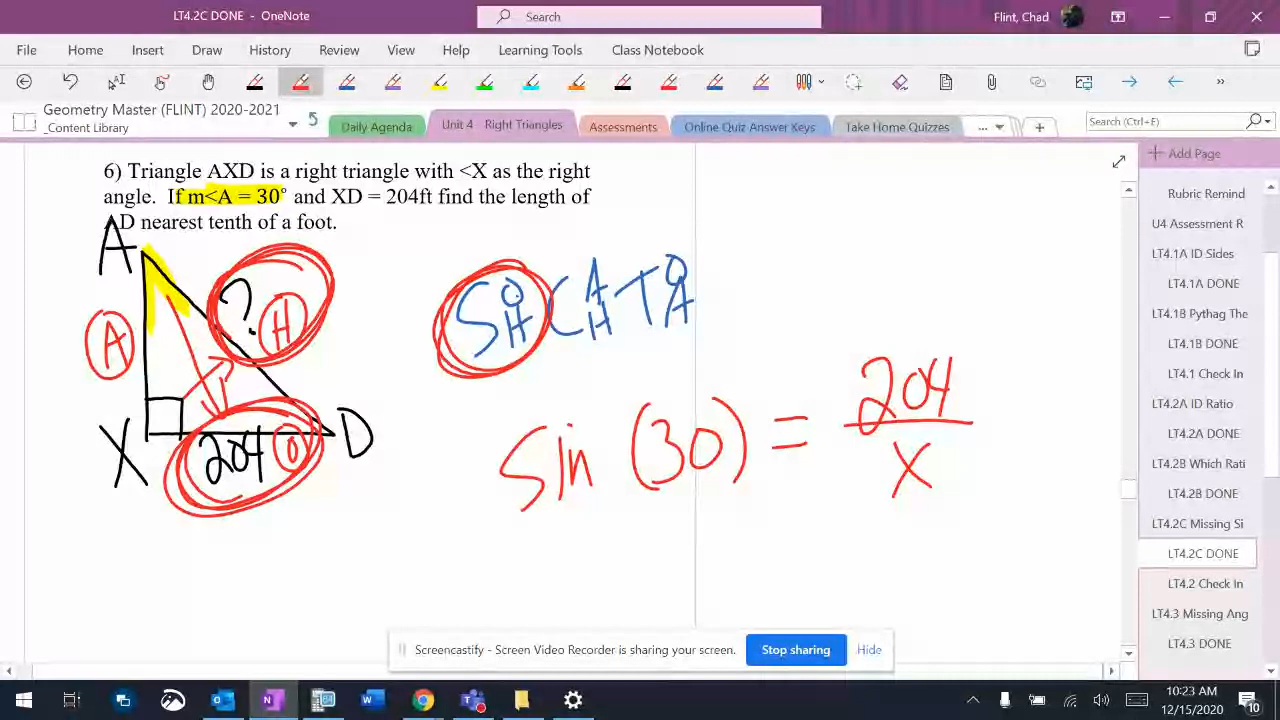 LT4.2C DONE - OneNote
Search
Flint, Chad
File Home Insert Draw History Review View Help Learning Tools Class Notebook
Geometry Master (FLINT) 2020-2021
_Content Library
Daily Agenda
Unit 4 Right Triangles
Assessments
Online Quiz Answer Keys
Take Home Quizzes
...
Search (Ctrl+E)
Add Page
6) Triangle AXD is a right triangle with <X as the right
angle. If m<A = 30° and XD = 204ft find the length of
AD nearest tenth of a foot.
A
? H
A
X 204 O D
S O H C A H T O A
sin (30) = 204
x
Rubric Remind
U4 Assessment R
LT4.1A ID Sides
LT4.1A DONE
LT4.1B Pythag The
LT4.1B DONE
LT4.1 Check In
LT4.2A ID Ratio
LT4.2A DONE
LT4.2B Which Rati
LT4.2B DONE
LT4.2C Missing Si
LT4.2C DONE
LT4.2 Check In
LT4.3 Missing Ang
LT4.3 DONE
Screencastify - Screen Video Recorder is sharing your screen.
Stop sharing
Hide
10:23 AM
12/15/2020
10